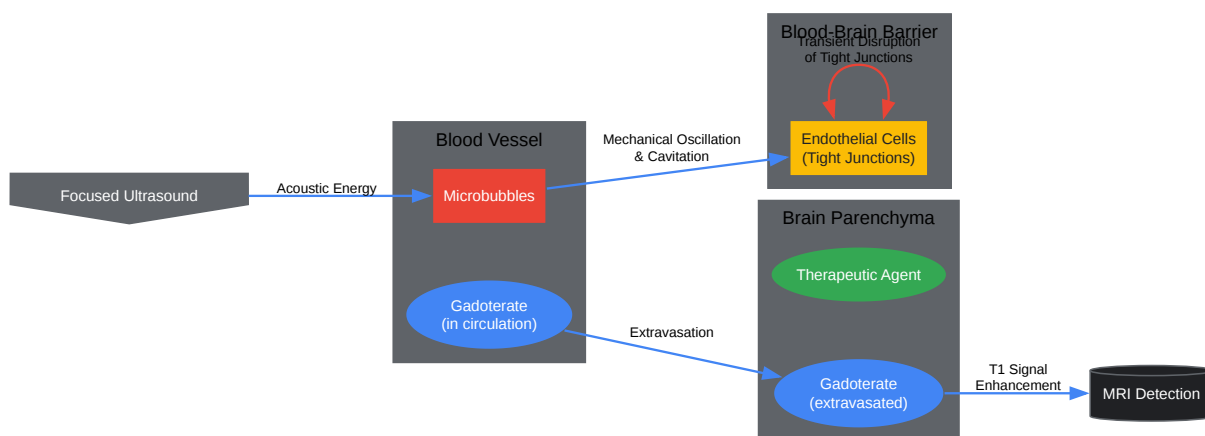 Focused Ultrasound
Acoustic Energy
Blood Vessel
Microbubbles
Gadoterate
(in circulation)
Mechanical Oscillation
& Cavitation
Extravasation
Blood-Brain Barrier
Transient Disruption
of Tight Junctions
Endothelial Cells
(Tight Junctions)
Brain Parenchyma
Therapeutic Agent
Gadoterate
(extravasated)
T1 Signal
Enhancement
MRI Detection